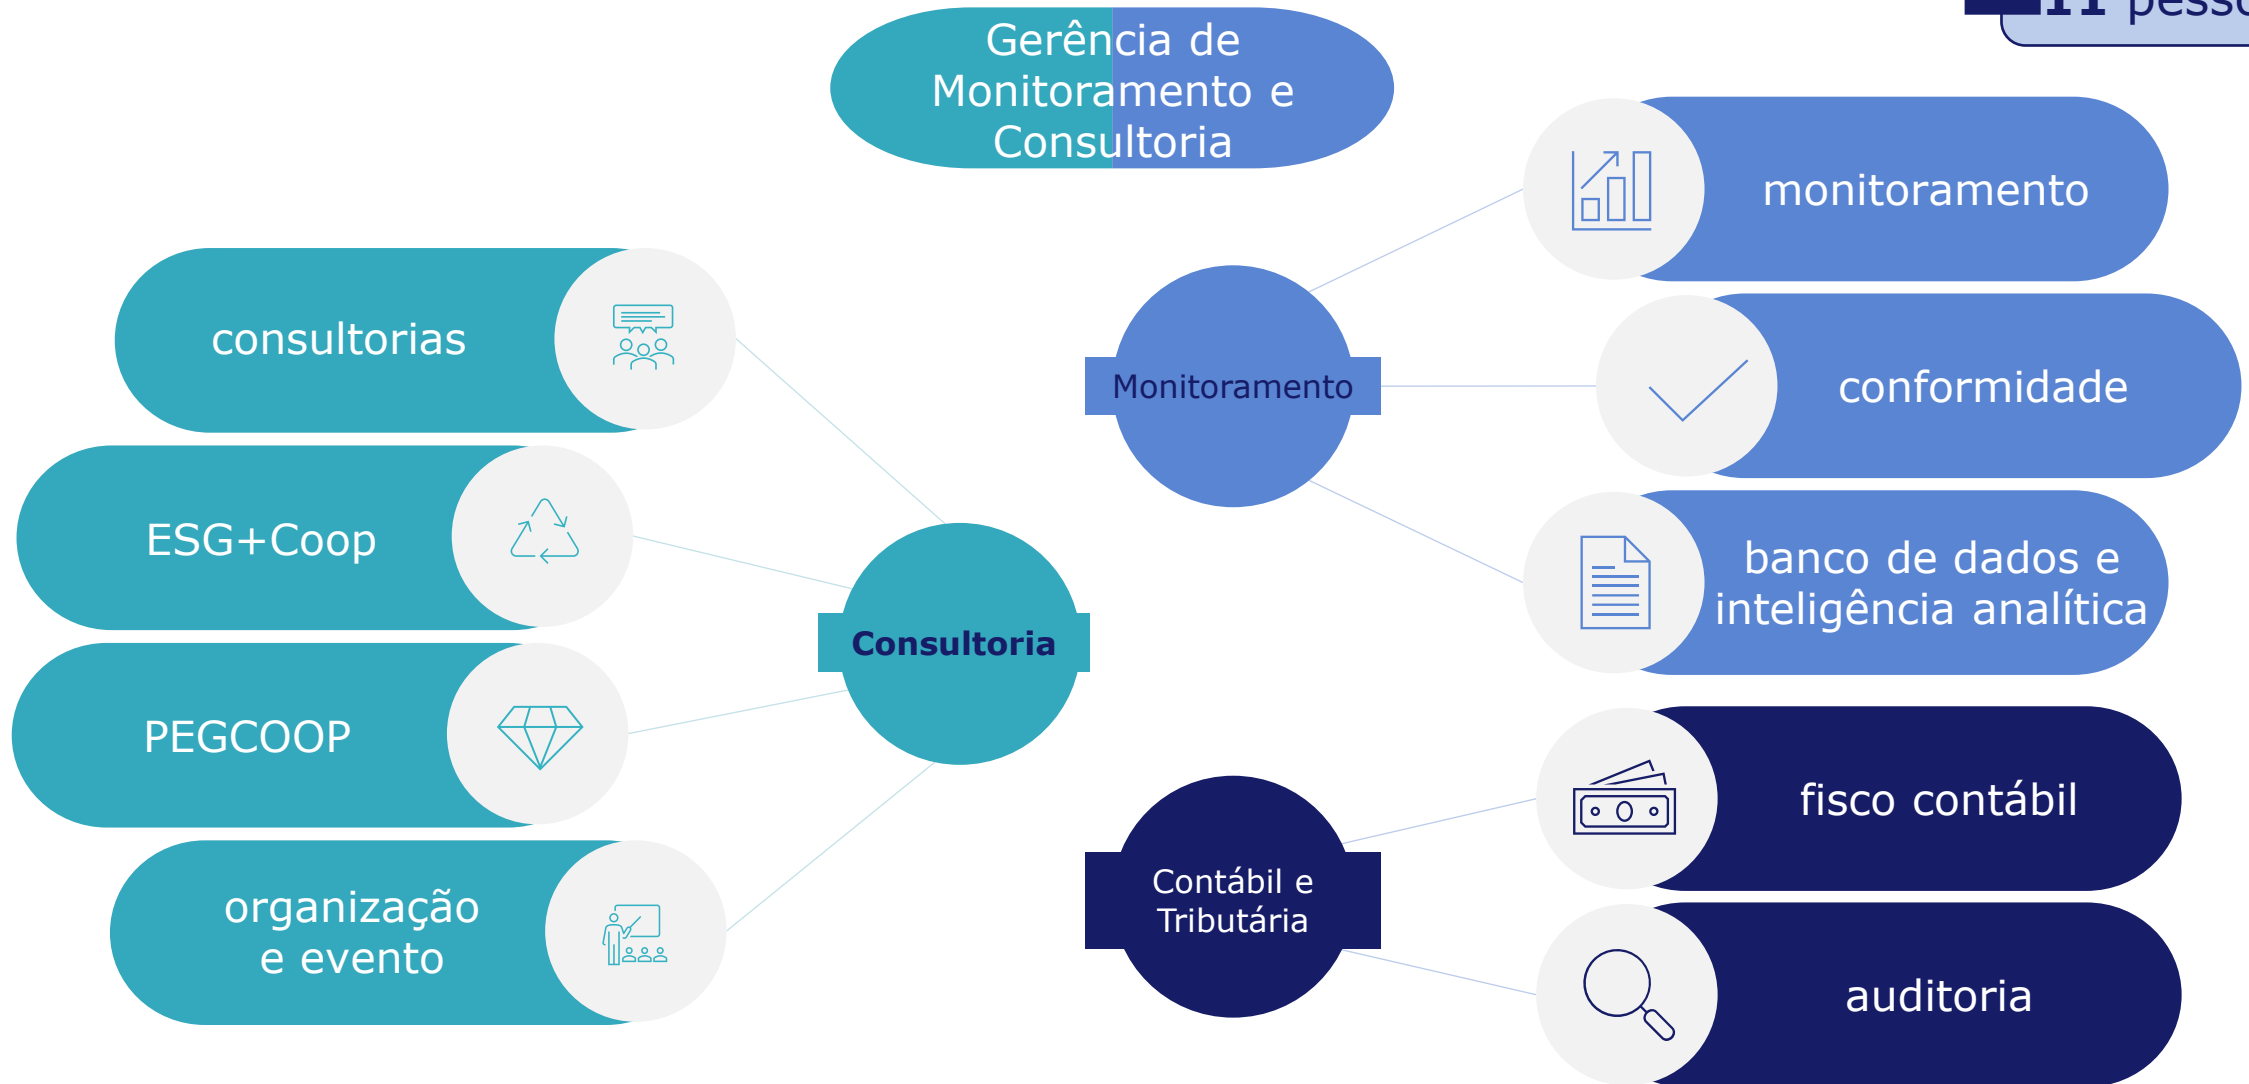 11
Gerência de
Monitoramento e
Consultoria
monitoramento
consultorias
Monitoramento
conformidade
ESG+Coop
banco de dados e
inteligência analítica
Consultoria
PEGCOOP
fisco contábil
Contábil e
Tributária
organização
e evento
auditoria